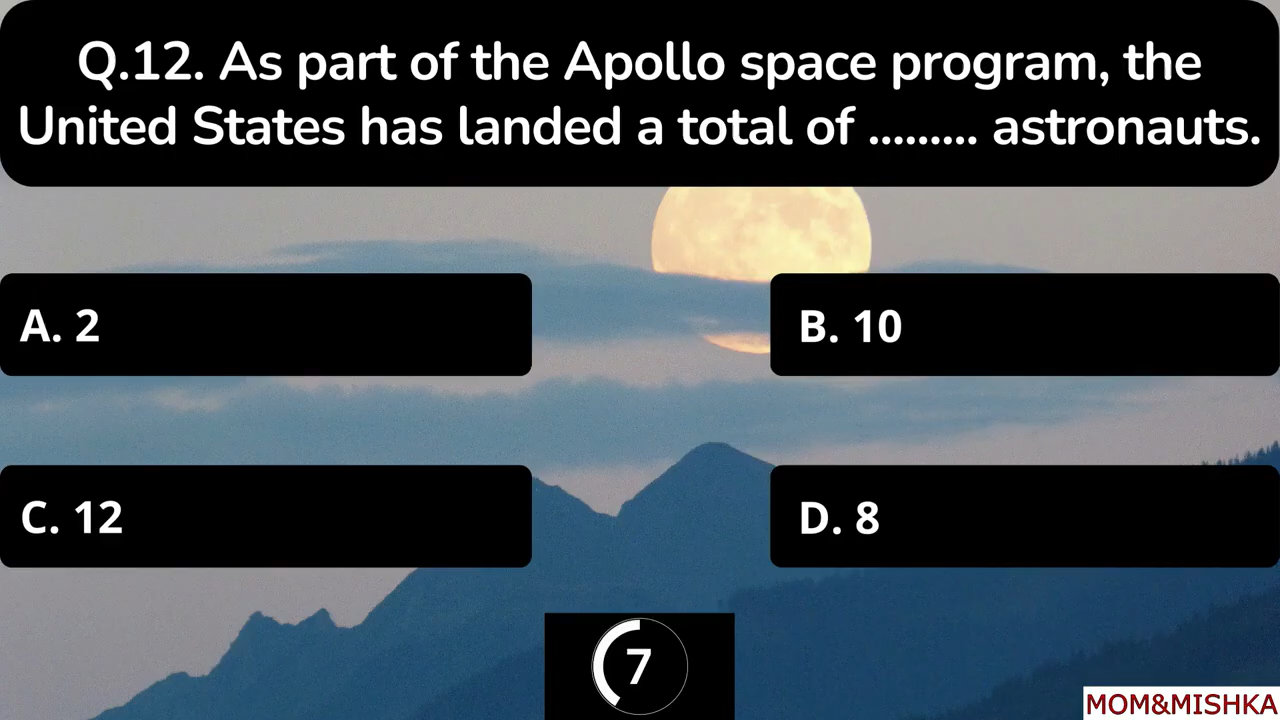 Q.12. As part of the Apollo space program, the
United States has landed a total of ......... astronauts.
A. 2
B. 10
C. 12
D. 8
7
MOM&MISHKA